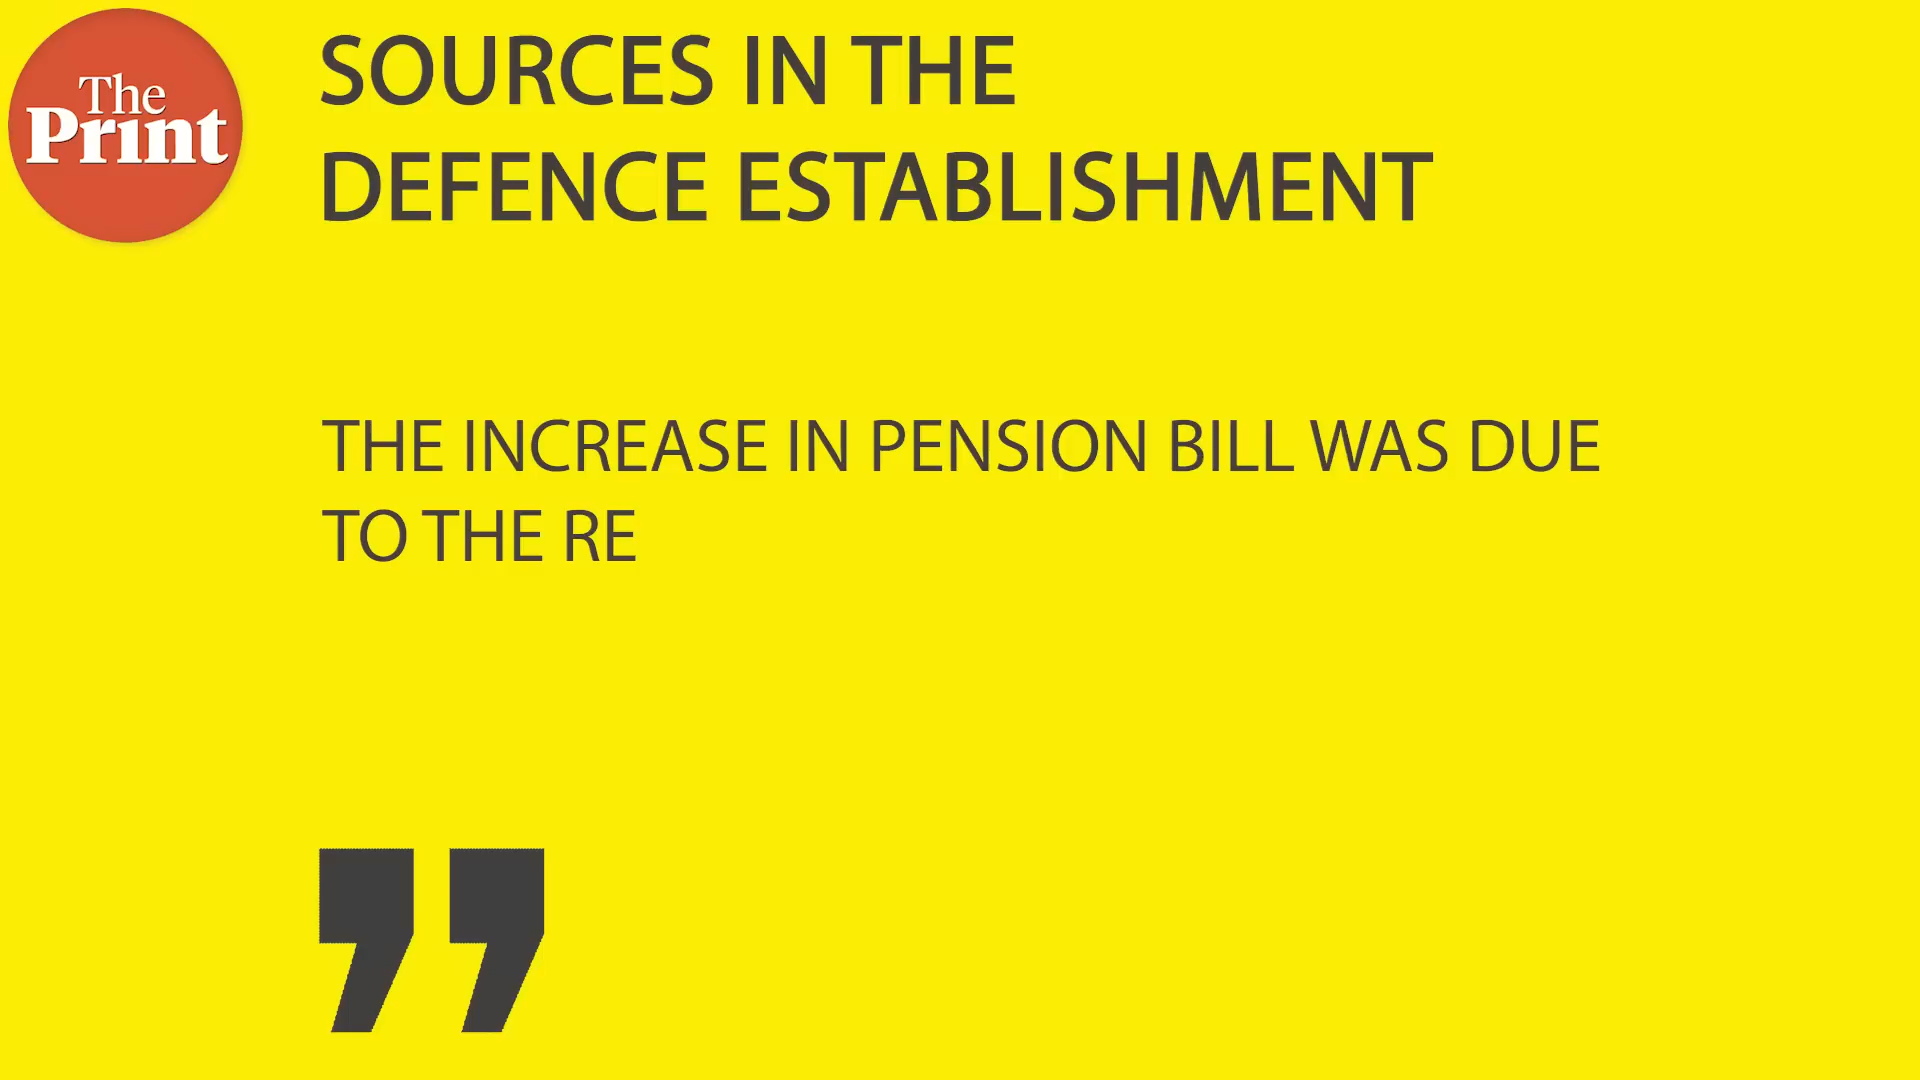 The
Print
SOURCES IN THE
DEFENCE ESTABLISHMENT
THE INCREASE IN PENSION BILL WAS DUE
TO THE RE
”